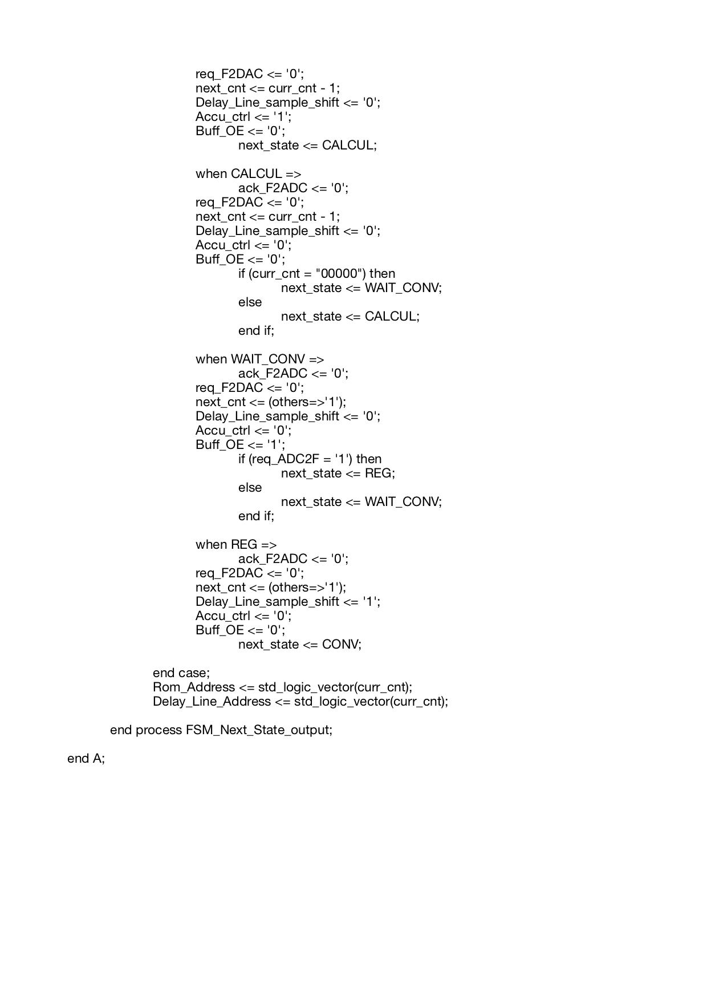 req_F2DAC <= '0';
next_cnt <= curr_cnt - 1;
Delay_Line_sample_shift <= '0';
Accu_ctrl <= '1';
Buff_OE <= '0';
next_state <= CALCUL;
when CALCUL =>
ack_F2ADC <= '0';
req_F2DAC <= '0';
next_cnt <= curr_cnt - 1;
Delay_Line_sample_shift <= '0';
Accu_ctrl <= '0';
Buff_OE <= '0';
if (curr_cnt = "00000") then
next_state <= WAIT_CONV;
else
next_state <= CALCUL;
end if;
when WAIT_CONV =>
ack_F2ADC <= '0';
req_F2DAC <= '0';
next_cnt <= (others=>'1');
Delay_Line_sample_shift <= '0';
Accu_ctrl <= '0';
Buff_OE <= '1';
if (req_ADC2F = '1') then
next_state <= REG;
else
next_state <= WAIT_CONV;
end if;
when REG =>
ack_F2ADC <= '0';
req_F2DAC <= '0';
next_cnt <= (others=>'1');
Delay_Line_sample_shift <= '1';
Accu_ctrl <= '0';
Buff_OE <= '0';
next_state <= CONV;
end case;
Rom_Address <= std_logic_vector(curr_cnt);
Delay_Line_Address <= std_logic_vector(curr_cnt);
end process FSM_Next_State_output;
end A;